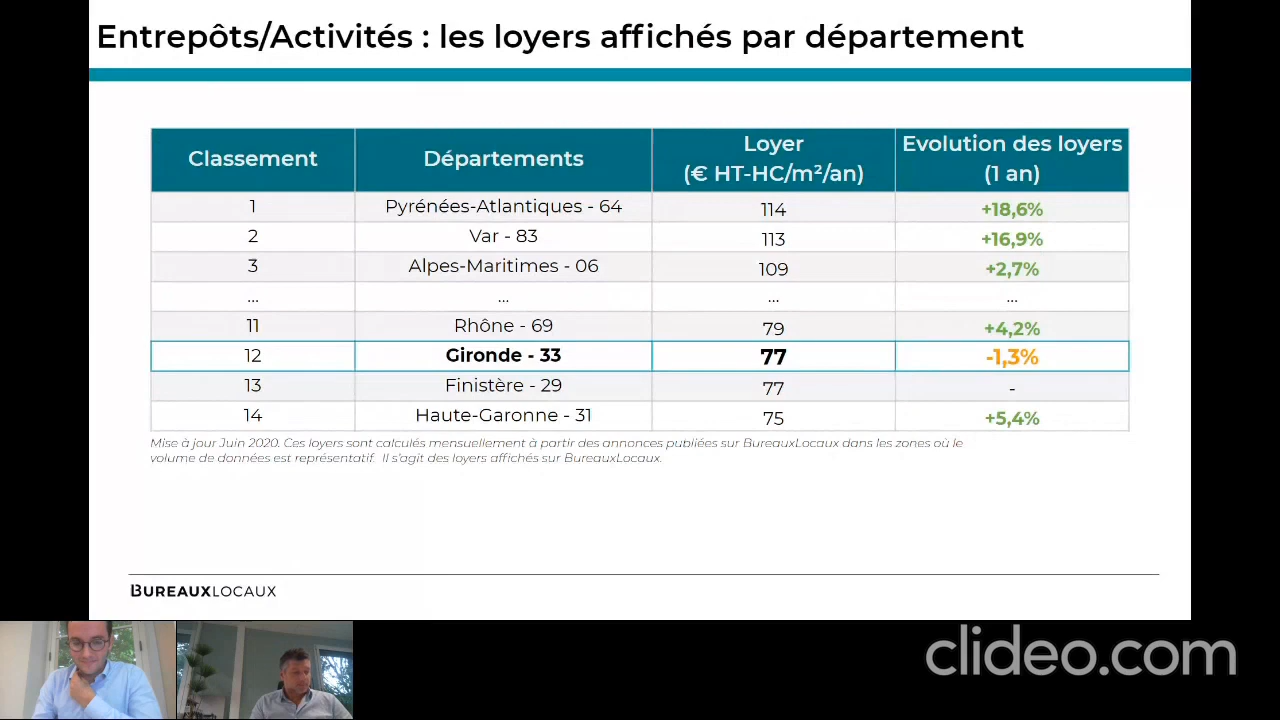 Entrepôts/Activités : les loyers affichés par département
Classement Départements Loyer (€ HT-HC/m²/an) Evolution des loyers (1 an)
1 Pyrénées-Atlantiques - 64 114 +18,6%
2 Var - 83 113 +16,9%
3 Alpes-Maritimes - 06 109 +2,7%
... ... ... ...
11 Rhône - 69 79 +4,2%
12 Gironde - 33 77 -1,3%
13 Finistère - 29 77 -
14 Haute-Garonne - 31 75 +5,4%
Mise à jour Juin 2020. Ces loyers sont calculés mensuellement à partir des annonces publiées sur BureauxLocaux dans les zones où le
volume de données est représentatif. Il s'agit des loyers affichés sur BureauxLocaux.
BUREAUXLOCAUX
clideo.com